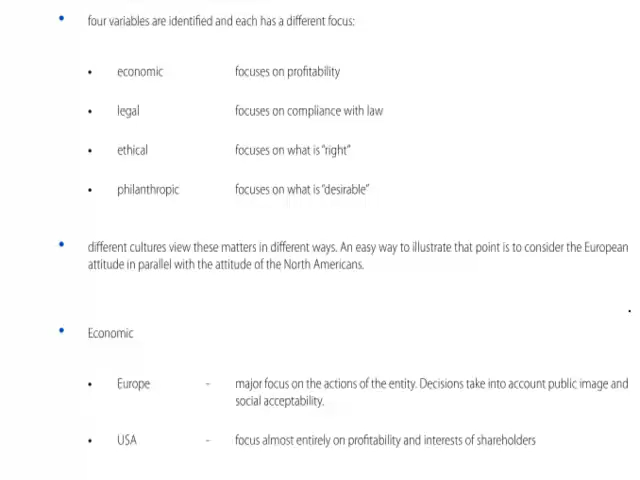 • four variables are identified and each has a different focus:
• economic focuses on profitability
• legal focuses on compliance with law
• ethical focuses on what is “right”
• philanthropic focuses on what is “desirable”
• different cultures view these matters in different ways. An easy way to illustrate that point is to consider the European
attitude in parallel with the attitude of the North Americans.
• Economic
• Europe - major focus on the actions of the entity. Decisions take into account public image and
social acceptability.
• USA - focus almost entirely on profitability and interests of shareholders